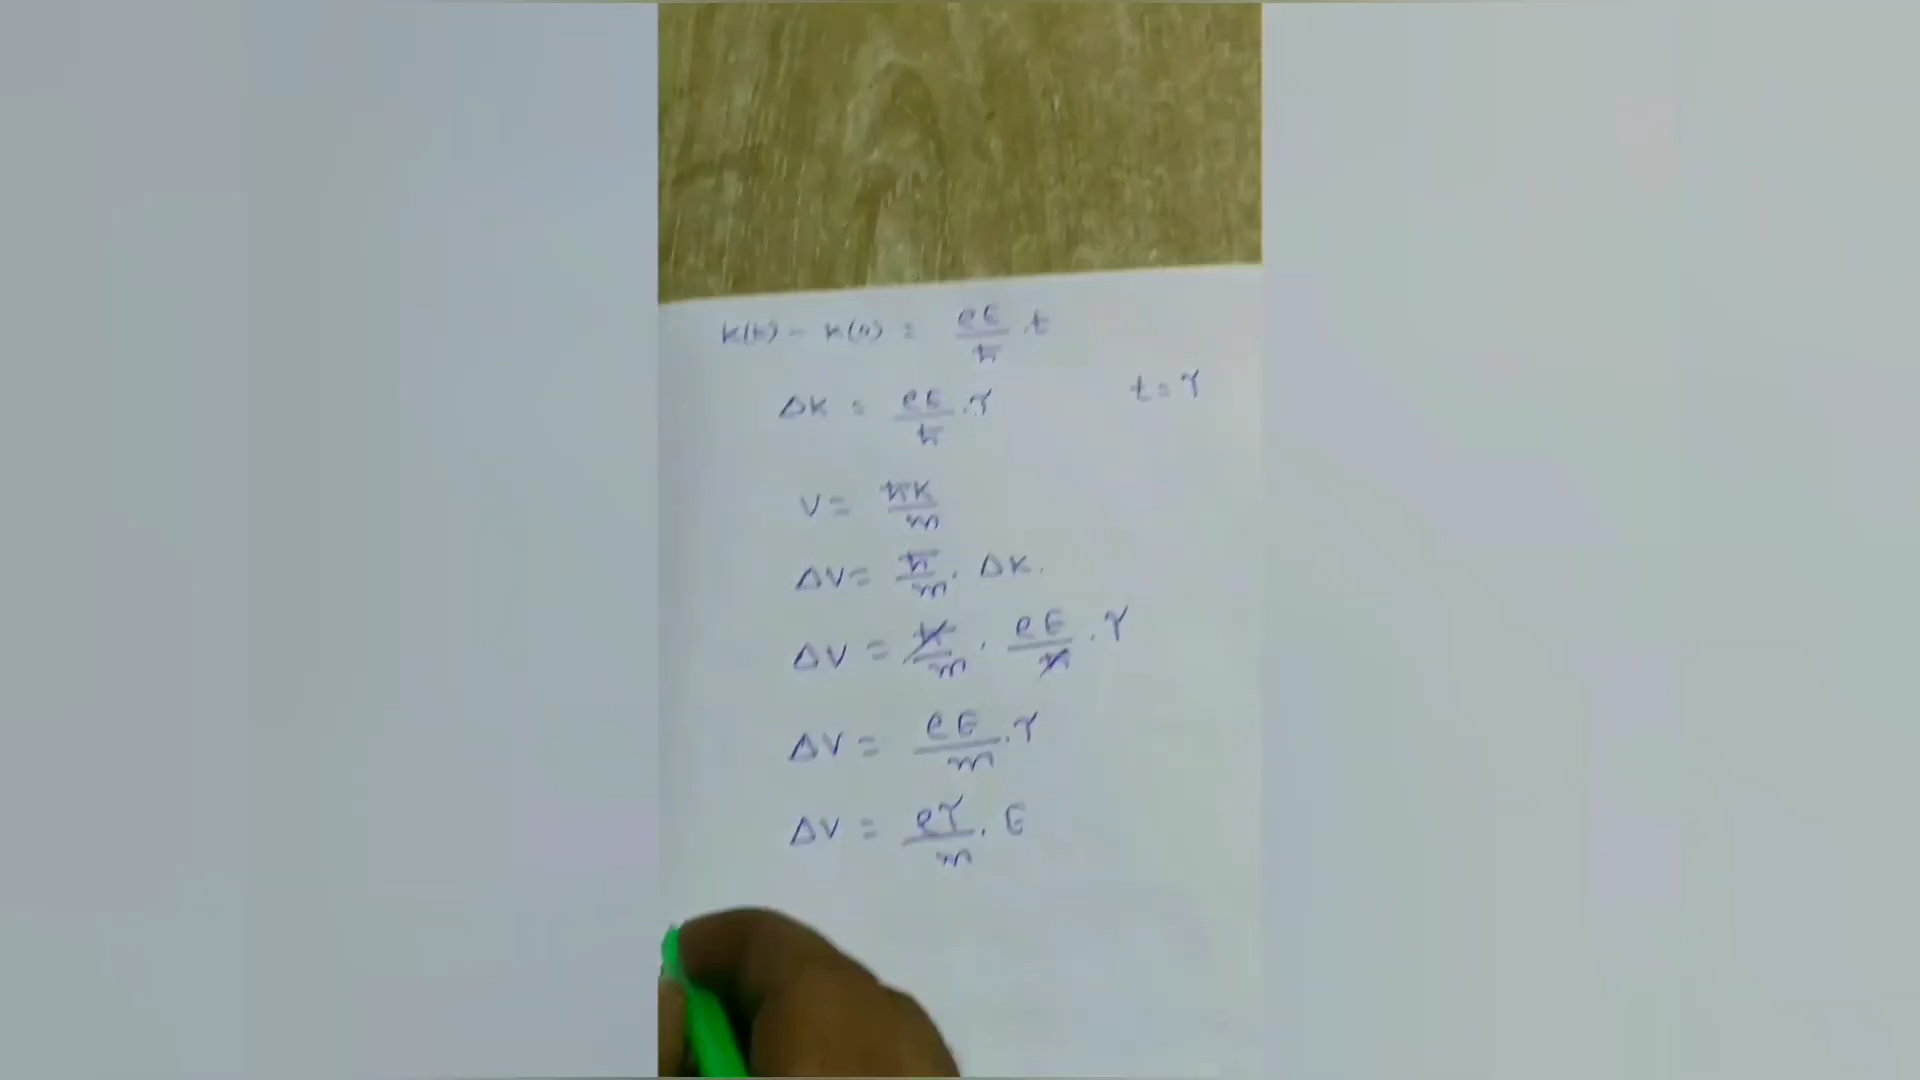 k(t) - k(0) = eE/ħ . t
Δk = eE/ħ . τ t = τ
v = ħk/m
Δv = ħ/m . Δk.
Δv = ħ/m . eE/ħ . τ
Δv = eE/m . τ
Δv = eτ/m . E